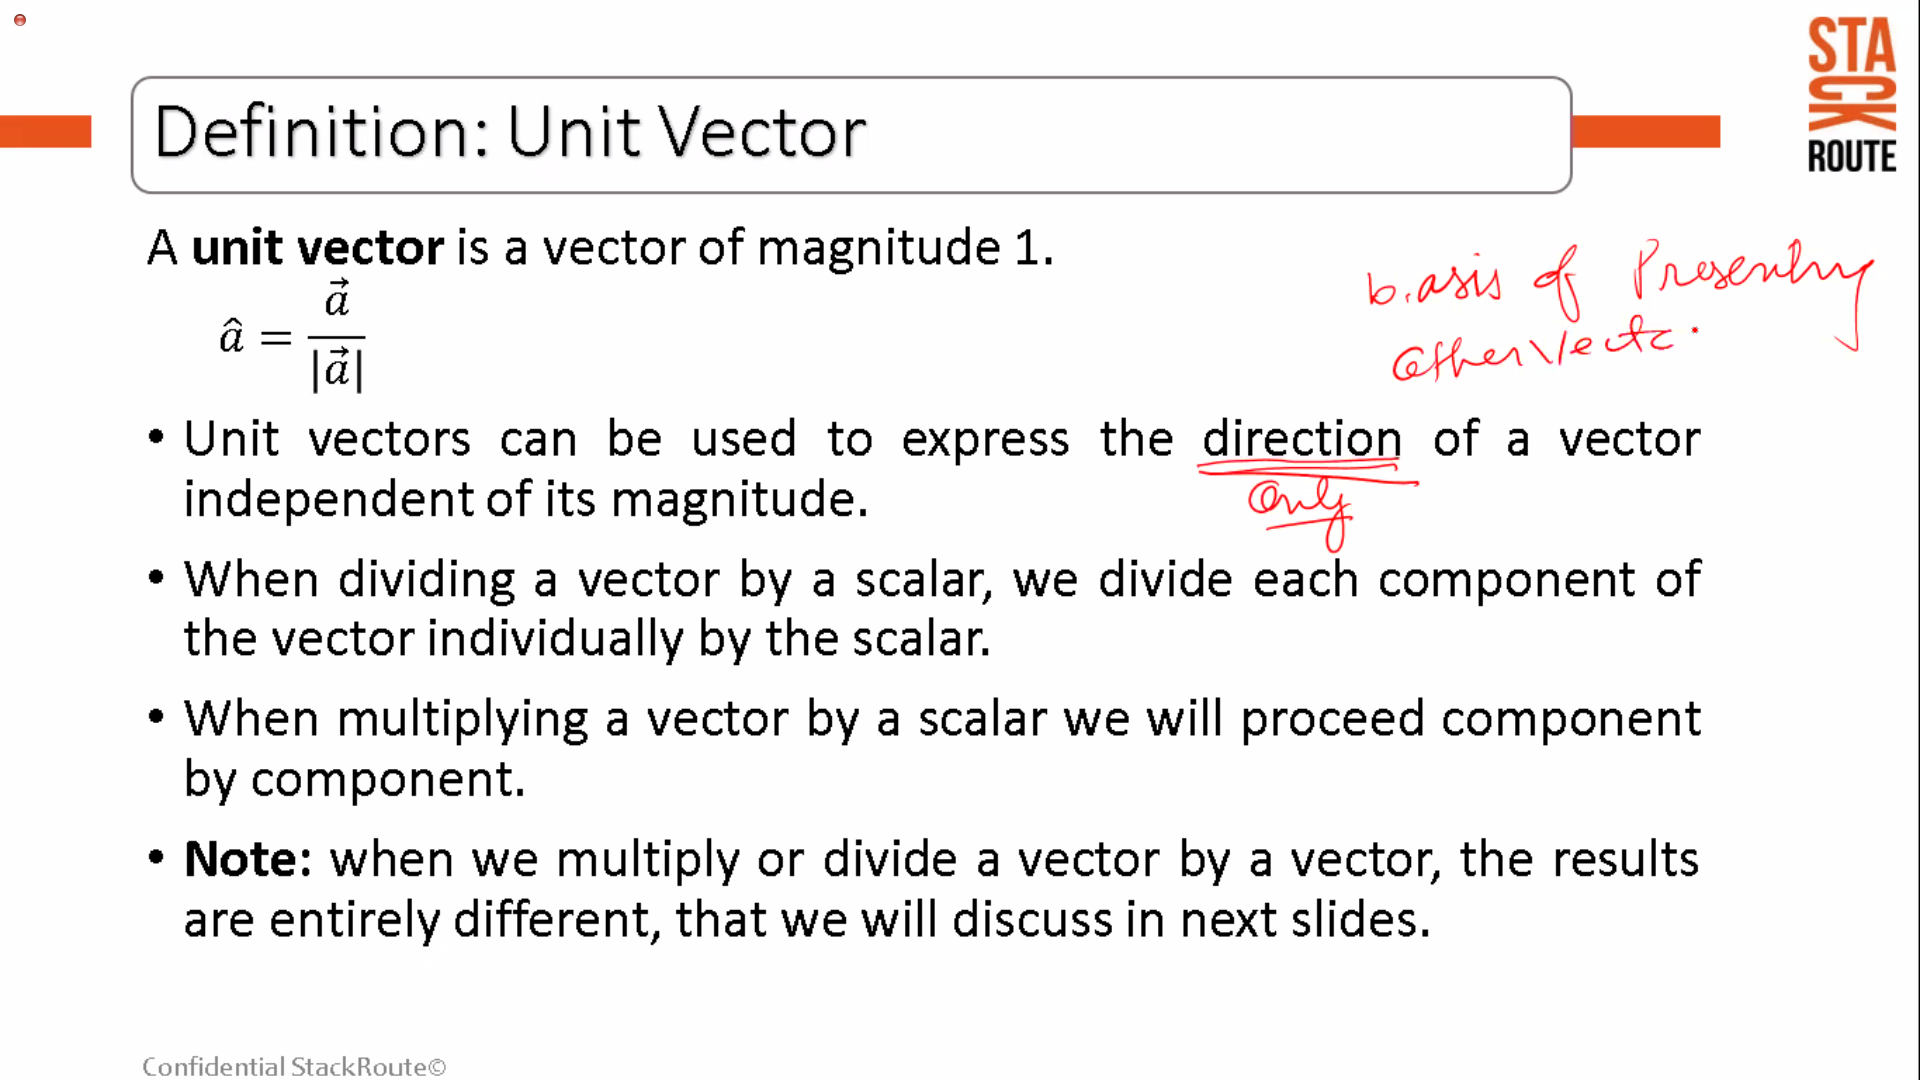 STA
CK
ROUTE
Definition: Unit Vector
A unit vector is a vector of magnitude 1.
basis of Presenting
other Vecto
â = a⃗ / |a⃗|
• Unit vectors can be used to express the direction of a vector
independent of its magnitude.
only
• When dividing a vector by a scalar, we divide each component of
the vector individually by the scalar.
• When multiplying a vector by a scalar we will proceed component
by component.
• Note: when we multiply or divide a vector by a vector, the results
are entirely different, that we will discuss in next slides.
Confidential StackRoute©